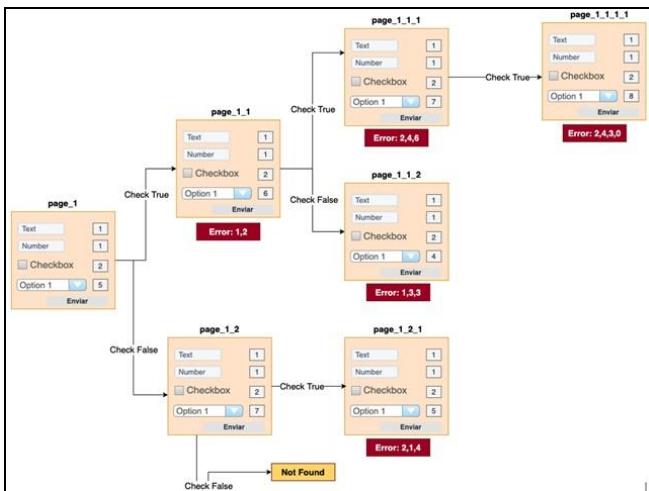 page_1_1_1_1
Text 1
Number 1
Checkbox 2
Option 1 8
Enviar
Error: 2,4,3,0
page_1_1_1
Text 1
Number 1
Checkbox 2
Option 1 7
Enviar
Error: 2,4,6
Check True
page_1_1
Text 1
Number 1
Checkbox 2
Option 1 6
Enviar
Error: 1,2
Check True
Check False
page_1_1_2
Text 1
Number 1
Checkbox 2
Option 1 4
Enviar
Error: 1,3,3
page_1
Text 1
Number 1
Checkbox 2
Option 1 5
Enviar
Check True
Check False
page_1_2
Text 1
Number 1
Checkbox 2
Option 1 7
Enviar
Check True
page_1_2_1
Text 1
Number 1
Checkbox 2
Option 1 5
Enviar
Error: 2,1,4
Check False
Not Found